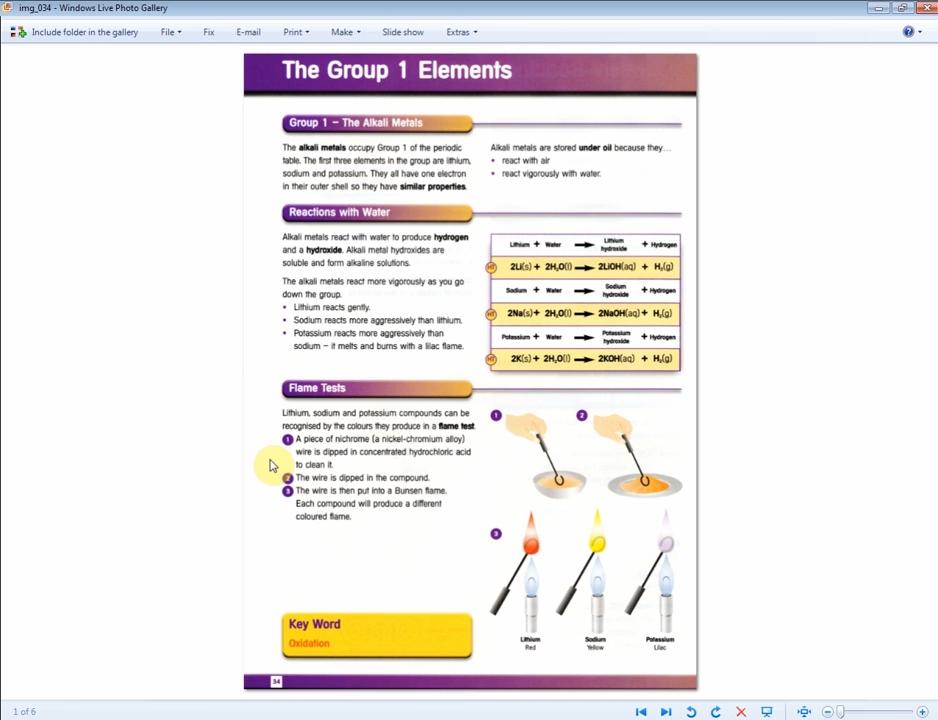 img_034 - Windows Live Photo Gallery
Include folder in the gallery File Fix E-mail Print Make Slide show Extras
The Group 1 Elements
Group 1 – The Alkali Metals
The alkali metals occupy Group 1 of the periodic
table. The first three elements in the group are lithium,
sodium and potassium. They all have one electron
in their outer shell so they have similar properties.
Alkali metals are stored under oil because they…
• react with air
• react vigorously with water.
Reactions with Water
Alkali metals react with water to produce hydrogen
and a hydroxide. Alkali metal hydroxides are
soluble and form alkaline solutions.
The alkali metals react more vigorously as you go
down the group.
• Lithium reacts gently.
• Sodium reacts more aggressively than lithium.
• Potassium reacts more aggressively than
sodium – it melts and burns with a lilac flame.
Lithium + Water → Lithium hydroxide + Hydrogen
HT 2Li(s) + 2H₂O(l) → 2LiOH(aq) + H₂(g)
Sodium + Water → Sodium hydroxide + Hydrogen
HT 2Na(s) + 2H₂O(l) → 2NaOH(aq) + H₂(g)
Potassium + Water → Potassium hydroxide + Hydrogen
HT 2K(s) + 2H₂O(l) → 2KOH(aq) + H₂(g)
Flame Tests
Lithium, sodium and potassium compounds can be
recognised by the colours they produce in a flame test
1 A piece of nichrome (a nickel-chromium alloy)
wire is dipped in concentrated hydrochloric acid
to clean it.
2 The wire is dipped in the compound.
3 The wire is then put into a Bunsen flame.
Each compound will produce a different
coloured flame.
1 2
3
Lithium Sodium Potassium
Red Yellow Lilac
Key Word
Oxidation
34
1 of 6